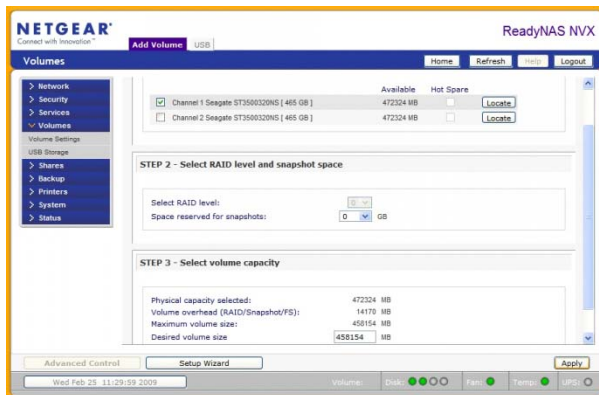 NETGEAR
Connect with Innovation™
ReadyNAS NVX
Add Volume USB
Volumes
Home Refresh Help Logout
> Network
> Security
> Services
Volumes
Volume Settings
USB Storage
> Shares
> Backup
> Printers
> System
> Status
Available Hot Spare
Channel 1 Seagate ST3500320NS [ 465 GB ] 472324 MB Locate
Channel 2 Seagate ST3500320NS [ 465 GB ] 472324 MB Locate
STEP 2 - Select RAID level and snapshot space
Select RAID level: 0
Space reserved for snapshots: 0 GB
STEP 3 - Select volume capacity
Physical capacity selected: 472324 MB
Volume overhead (RAID/Snapshot/FS): 14170 MB
Maximum volume size: 458154 MB
Desired volume size 458154 MB
Advanced Control Setup Wizard Apply
Wed Feb 25 11:29:59 2009 Volume: Disk: Fan: Temp: UPS: